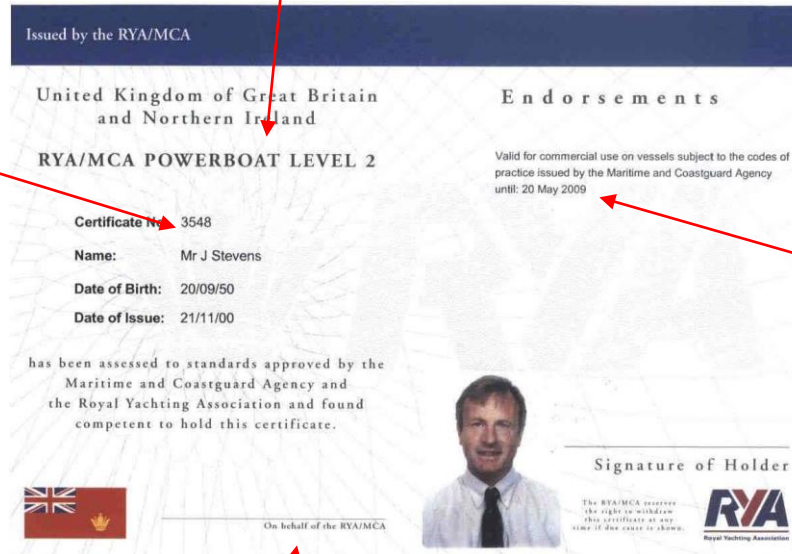 Issued by the RYA/MCA
United Kingdom of Great Britain
and Northern Ireland
RYA/MCA POWERBOAT LEVEL 2
Certificate No: 3548
Name: Mr J Stevens
Date of Birth: 20/09/50
Date of Issue: 21/11/00
has been assessed to standards approved by the
Maritime and Coastguard Agency and
the Royal Yachting Association and found
competent to hold this certificate.
On behalf of the RYA/MCA
Endorsements
Valid for commercial use on vessels subject to the codes of
practice issued by the Maritime and Coastguard Agency
until: 20 May 2009
Signature of Holder
The RYA/MCA reserves
the right to withdraw
this certificate at any
time if due cause is shown.
RYA
Royal Yachting Association
RYA